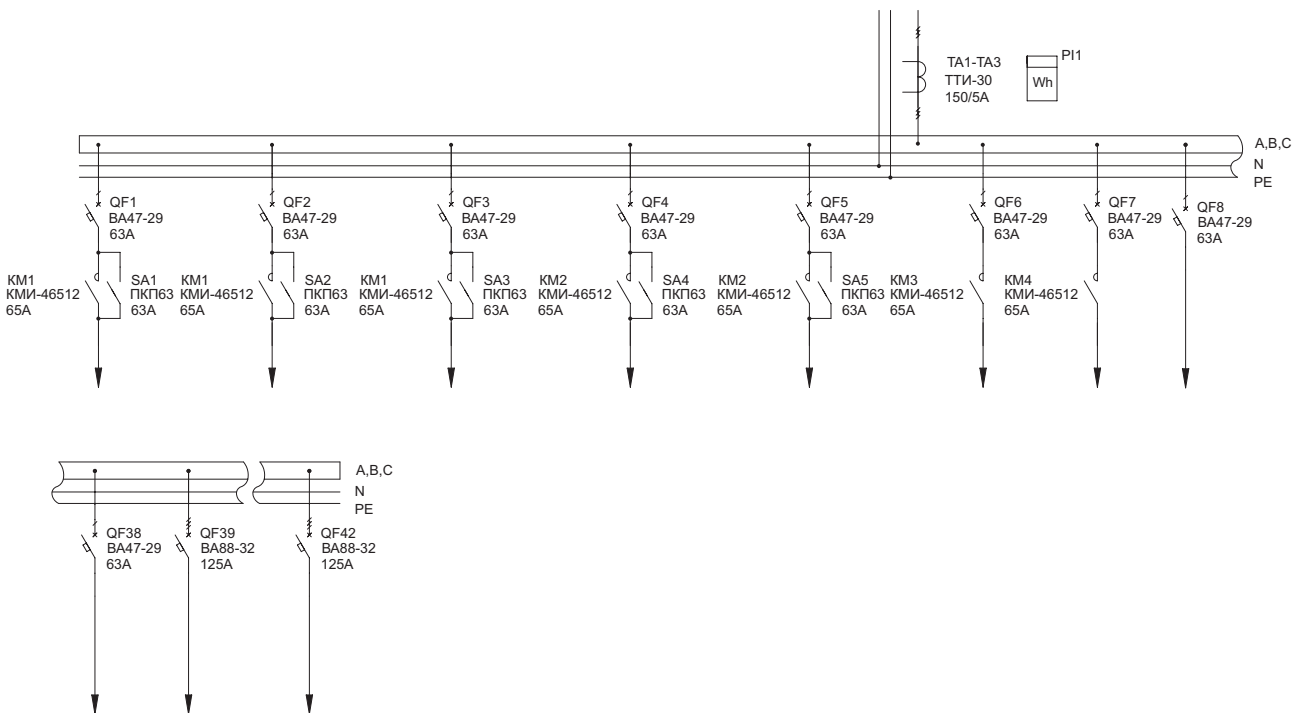 TA1-TA3
ТТИ-30
150/5А
PI1
Wh
A,B,C
N
PE
QF1
ВА47-29
63А
QF2
ВА47-29
63А
QF3
ВА47-29
63А
QF4
ВА47-29
63А
QF5
ВА47-29
63А
QF6
ВА47-29
63А
QF7
ВА47-29
63А
QF8
ВА47-29
63А
КМ1
КМИ-46512
65А
SA1
ПКП63
63А
КМ1
КМИ-46512
65А
SA2
ПКП63
63А
КМ1
КМИ-46512
65А
SA3
ПКП63
63А
КМ2
КМИ-46512
65А
SA4
ПКП63
63А
КМ2
КМИ-46512
65А
SA5
ПКП63
63А
КМ3
КМИ-46512
65А
КМ4
КМИ-46512
65А
A,B,C
N
PE
QF38
ВА47-29
63А
QF39
ВА88-32
125А
QF42
ВА88-32
125А